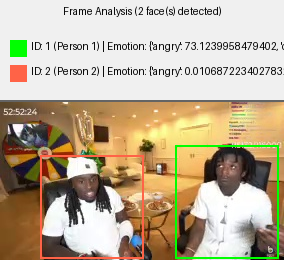 Frame Analysis (2 face(s) detected)
ID: 1 (Person 1) | Emotion: {'angry': 73.1239958479402, '
ID: 2 (Person 2) | Emotion: {'angry': 0.010687223402783
52:52:24